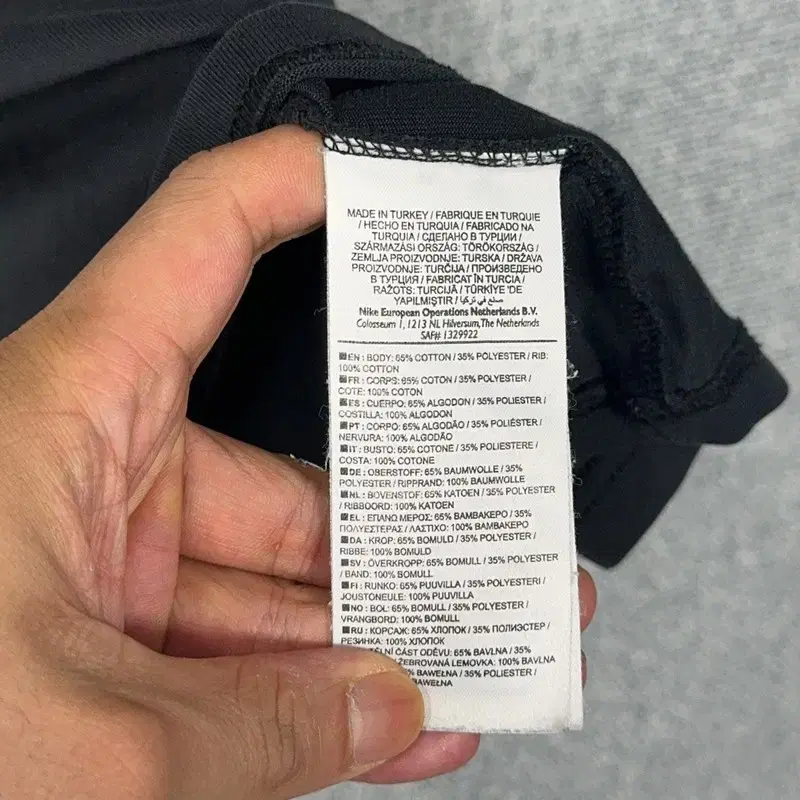 MADE IN TURKEY / FABRIQUE EN TURQUIE
/ HECHO EN TURQUIA / FABRICADO NA
TURQUIA / СДЕЛАНО В ТУРЦИИ /
SZÁRMAZÁSI ORSZÁG: TÖRÖKORSZÁG /
ZEMLJA PROIZVODNJE: TURSKA / DRŽAVA
PROIZVODNJE: TURČIJA / ПРОИЗВЕДЕНО
В ТУРЦИЯ / FABRICAT ÎN TURCIA /
RAŽOTS: TURCIJĀ / TÜRKİYE 'DE
YAPILMIŞTIR / صنع في تركيا
Nike European Operations Netherlands B.V.
Colosseum 1, 1213 NL Hilversum, The Netherlands
SAF# 1329922
EN : BODY: 65% COTTON / 35% POLYESTER / RIB:
100% COTTON
FR : CORPS: 65% COTON / 35% POLYESTER /
COTE: 100% COTON
ES : CUERPO: 65% ALGODON / 35% POLIESTER /
COSTILLA: 100% ALGODON
PT : CORPO: 65% ALGODÃO / 35% POLIÉSTER /
NERVURA: 100% ALGODÃO
IT : BUSTO: 65% COTONE / 35% POLIESTERE /
COSTA: 100% COTONE
DE : OBERSTOFF: 65% BAUMWOLLE / 35%
POLYESTER / RIPPRAND: 100% BAUMWOLLE
NL : BOVENSTOF: 65% KATOEN / 35% POLYESTER
/ RIBBOORD: 100% KATOEN
EL : ΕΠΑΝΩ ΜΕΡΟΣ: 65% ΒΑΜΒΑΚΕΡΟ / 35%
ΠΟΛΥΕΣΤΕΡΑΣ / ΛΑΣΤΙΧΟ: 100% ΒΑΜΒΑΚΕΡΟ
DA : KROP: 65% BOMULD / 35% POLYESTER /
RIBBE: 100% BOMULD
SV : ÖVERKROPP: 65% BOMULL / 35% POLYESTER
/ BAND: 100% BOMULL
FI : RUNKO: 65% PUUVILLA / 35% POLYESTERI /
JOUSTONEULE: 100% PUUVILLA
NO : BOL: 65% BOMULL / 35% POLYESTER /
VRANGBORD: 100% BOMULL
RU : КОРСАЖ: 65% ХЛОПОК / 35% ПОЛИЭСТЕР /
РЕЗИНКА: 100% ХЛОПОК
ČÁST ODĚVU: 65% BAVLNA / 35%
LEMOVKA: 100% BAVLNA
BAWEŁNA / 35% POLIESTER /
BAWEŁNA